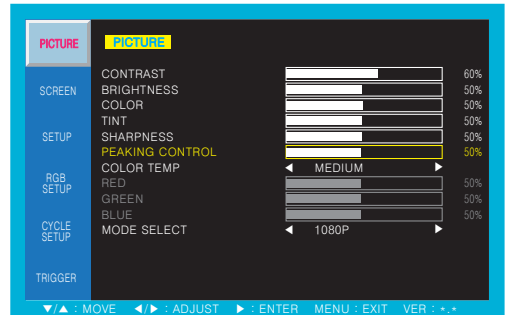 PICTURE
SCREEN
SETUP
RGB
SETUP
CYCLE
SETUP
TRIGGER
PICTURE
CONTRAST 60%
BRIGHTNESS 50%
COLOR 50%
TINT 50%
SHARPNESS 50%
PEAKING CONTROL 50%
COLOR TEMP ◀ MEDIUM ▶
RED 50%
GREEN 50%
BLUE 50%
MODE SELECT ◀ 1080P ▶
▼/▲ : MOVE ◀/▶ : ADJUST ▶ : ENTER MENU : EXIT VER : *.*